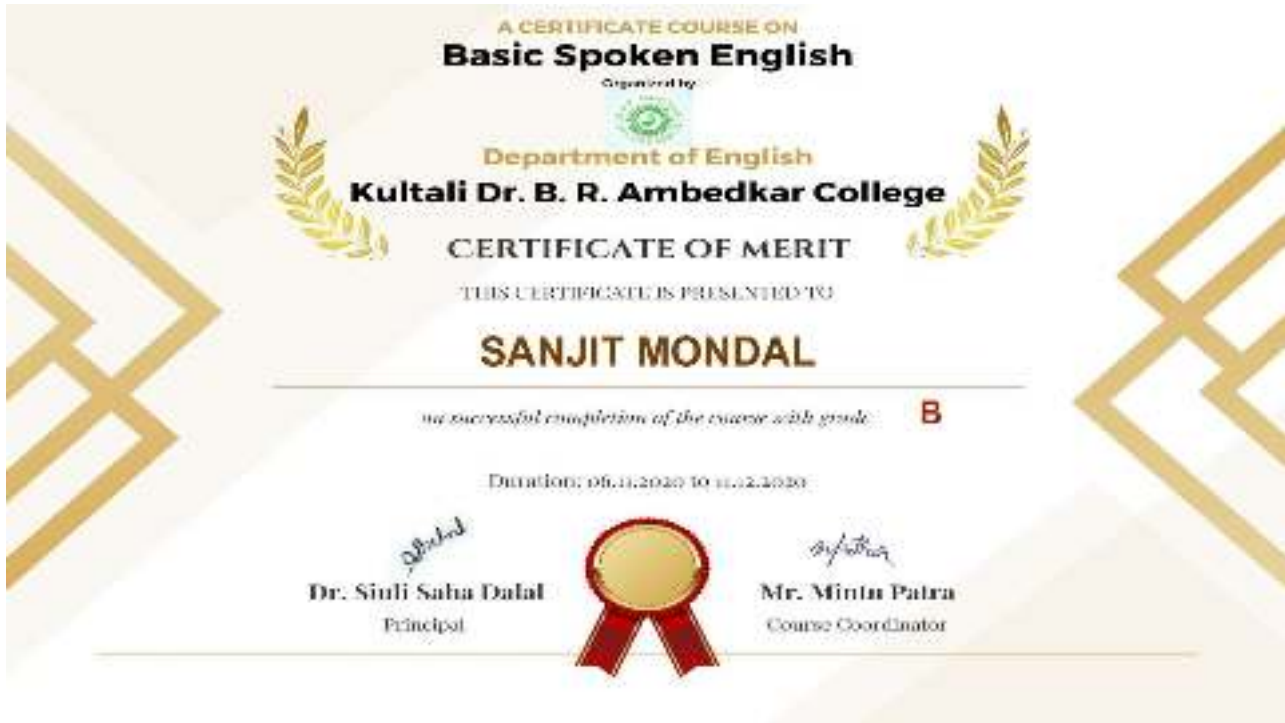 A CERTIFICATE COURSE ON
Basic Spoken English
Organized by
Department of English
Kultali Dr. B. R. Ambedkar College
CERTIFICATE OF MERIT
THIS CERTIFICATE IS PRESENTED TO
SANJIT MONDAL
on successful completion of the course with grade B
Duration: 06.11.2020 to 11.12.2020
Dr. Siuli Saha Dalal Mr. Mintu Patra
Principal Course Coordinator